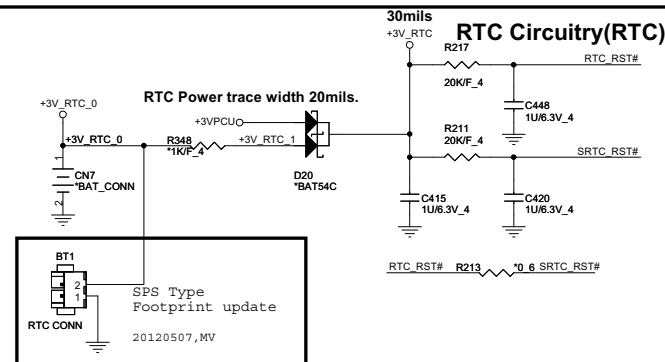 30mils
RTC Circuitry(RTC)
+3V_RTC
R217
RTC_RST#
20K/F_4
+3V_RTC_0
RTC Power trace width 20mils.
C448
1U/6.3V_4
+3VPCU
+3V_RTC_0
R348
*1K/F_4
+3V_RTC_1
R211
20K/F_4
SRTC_RST#
1
CN7
*BAT_CONN
2
D20
*BAT54C
C415
1U/6.3V_4
C420
1U/6.3V_4
BT1
2
1
RTC CONN
SPS Type
Footprint update
20120507,MV
RTC_RST#
R213
*0_6
SRTC_RST#